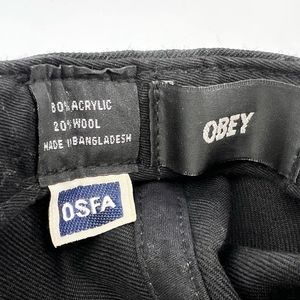 80% ACRYLIC
20% WOOL
MADE IN BANGLADESH
OBEY
OSFA